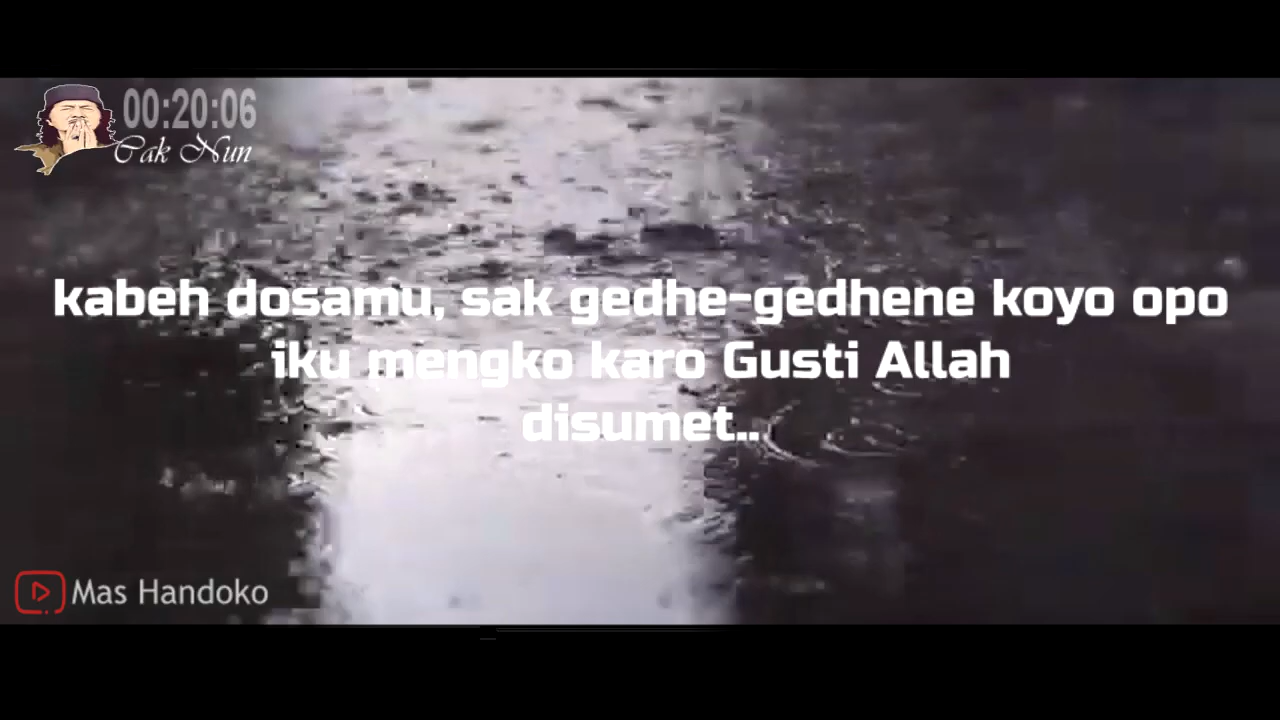 00:20:06
Cak Nun
kabeh dosamu, sak gedhe-gedhene koyo opo
iku mengko karo Gusti Allah
disumet..
Mas Handoko